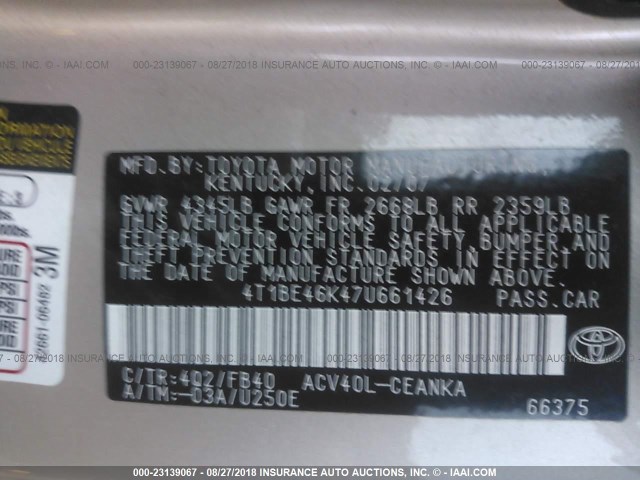 000-23139067 - 08/27/2018 INSURANCE AUTO AUCTIONS, INC. - IAAI.COM
MFD.BY: TOYOTA MOTOR MANUFACTURING,
KENTUCKY, INC. 02/07
GVWR 4345LB GAWR FR 2668LB RR 2359LB
THIS VEHICLE CONFORMS TO ALL APPLICABLE
FEDERAL MOTOR VEHICLE SAFETY, BUMPER, AND
THEFT PREVENTION STANDARDS IN EFFECT ON
THE DATE OF MANUFACTURE SHOWN ABOVE.
4T1BE46K47U661426 PASS.CAR
C/TR: 4Q2/FB40 ACV40L-CEANKA
A/TM:-03A/U250E
66375
TOYOTA
3M
000-23139067 - 08/27/2018 INSURANCE AUTO AUCTIONS, INC. - IAAI.COM